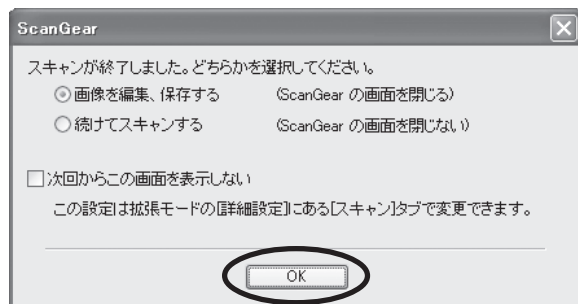 ScanGear
スキャンが終了しました。どちらかを選択してください。
画像を編集、保存する (ScanGear の画面を閉じる)
続けてスキャンする (ScanGear の画面を閉じない)
次回からこの画面を表示しない
この設定は拡張モードの[詳細設定]にある[スキャン]タブで変更できます。
OK